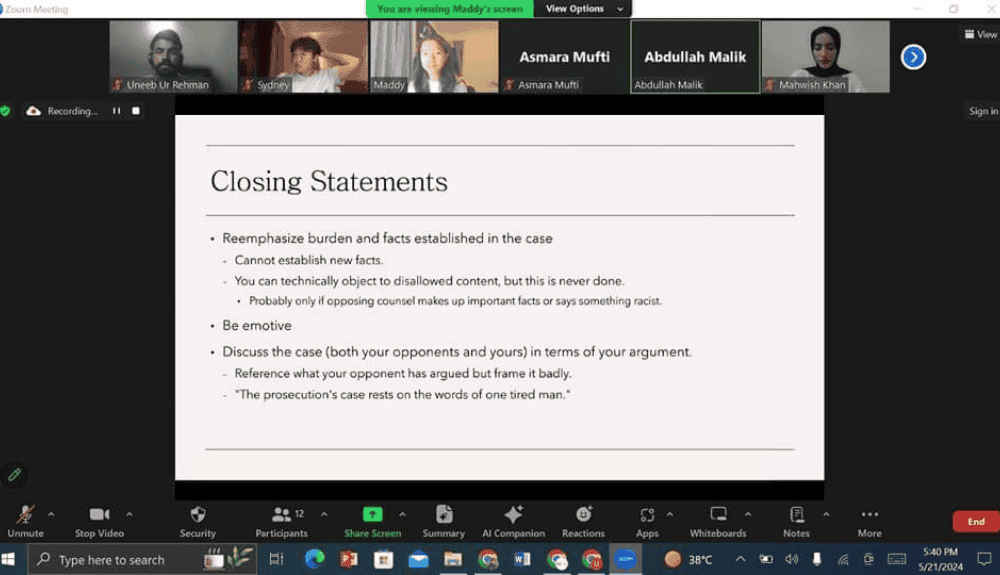 Zoom Meeting
You are viewing Maddy's screen
View Options
Uneeb Ur Rehman
Sydney
Maddy
Asmara Mufti
Asmara Mufti
Abdullah Malik
Abdullah Malik
Mahwish Khan
View
Recording...
Sign in
Closing Statements
• Reemphasize burden and facts established in the case
- Cannot establish new facts.
- You can technically object to disallowed content, but this is never done.
• Probably only if opposing counsel makes up important facts or says something racist.
• Be emotive
• Discuss the case (both your opponents and yours) in terms of your argument.
- Reference what your opponent has argued but frame it badly.
- "The prosecution's case rests on the words of one tired man."
Unmute
Stop Video
Security
Participants
12
Share Screen
Summary
AI Companion
Reactions
Apps
Whiteboards
Notes
More
End
Type here to search
38°C
5:40 PM
5/21/2024